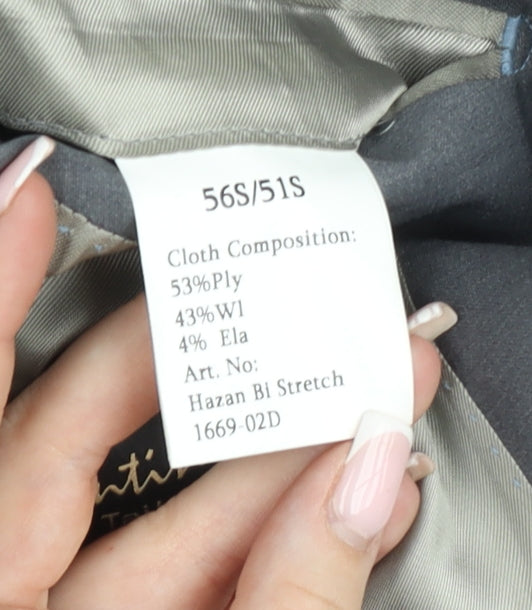 56S/51S
Cloth Composition:
53%Ply
43%Wl
4% Ela
Art. No:
Hazan Bi Stretch
1669-02D